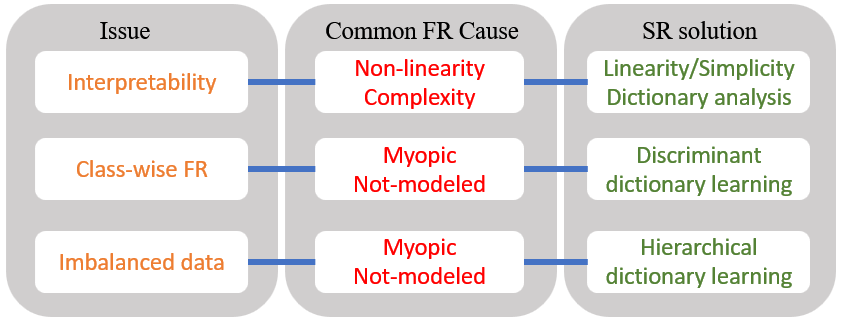 Issue
Common FR Cause
SR solution
Interpretability
Non-linearity
Complexity
Linearity/Simplicity
Dictionary analysis
Class-wise FR
Myopic
Not-modeled
Discriminant
dictionary learning
Imbalanced data
Myopic
Not-modeled
Hierarchical
dictionary learning